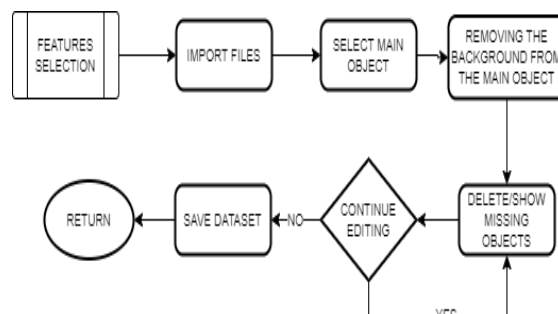 FEATURES
SELECTION
IMPORT FILES
SELECT MAIN
OBJECT
REMOVING THE
BACKGROUND FROM
THE MAIN OBJECT
RETURN
SAVE DATASET
NO
CONTINUE
EDITING
DELETE/SHOW
MISSING
OBJECTS
YES